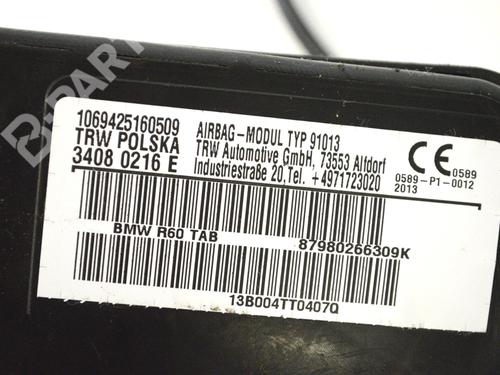 B-PARTS
1069425160509
TRW POLSKA
3408 0216 E
AIRBAG-MODUL TYP 91013
TRW Automotive GmbH, 73553 Alfdorf
Industriestraße 20.Tel. +4971723020
CE 0589
0589-P1-0012
2013
BMW R60 TAB
87980266309K
13B004TT0407Q